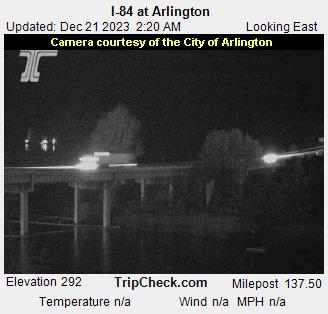 I-84 at Arlington
Updated: Dec 21 2023 2:20 AM Looking East
Camera courtesy of the City of Arlington
Elevation 292 TripCheck.com Milepost 137.50
Temperature n/a Wind n/a MPH n/a